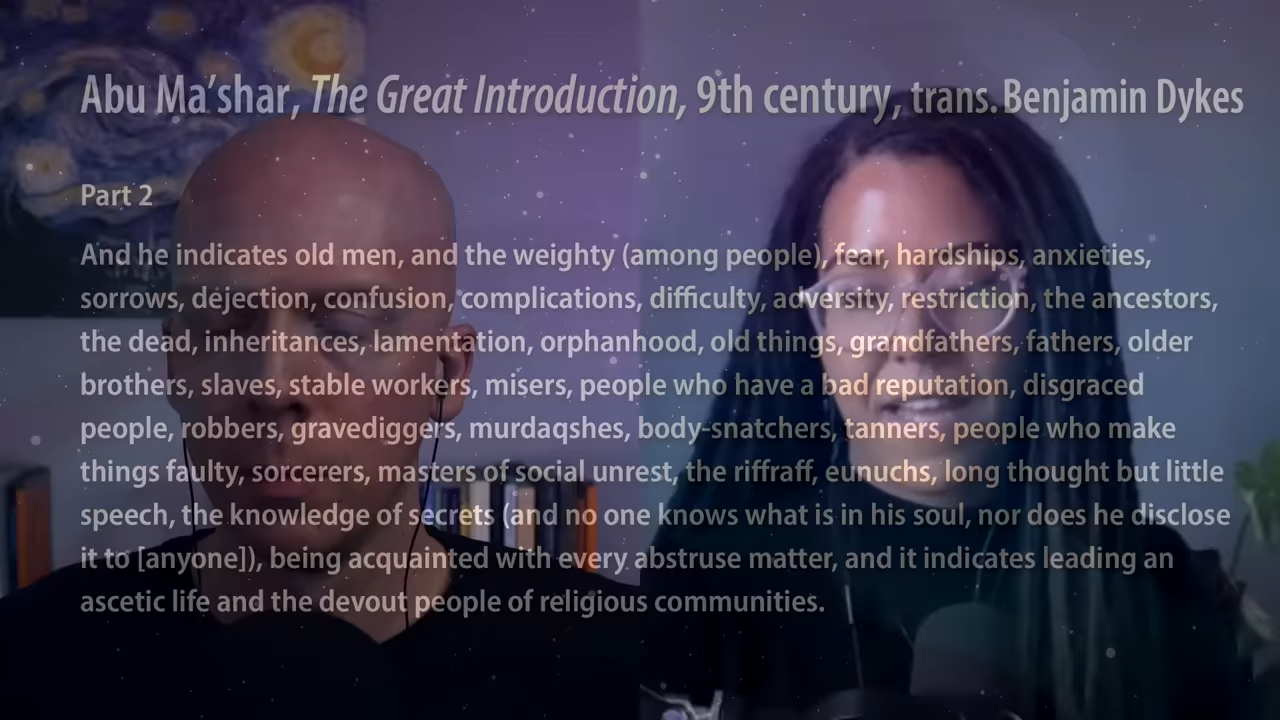 Abu Ma’shar, The Great Introduction, 9th century, trans. Benjamin Dykes
Part 2
And he indicates old men, and the weighty (among people), fear, hardships, anxieties,
sorrows, dejection, confusion, complications, difficulty, adversity, restriction, the ancestors,
the dead, inheritances, lamentation, orphanhood, old things, grandfathers, fathers, older
brothers, slaves, stable workers, misers, people who have a bad reputation, disgraced
people, robbers, gravediggers, murdaqshes, body-snatchers, tanners, people who make
things faulty, sorcerers, masters of social unrest, the riffraff, eunuchs, long thought but little
speech, the knowledge of secrets (and no one knows what is in his soul, nor does he disclose
it to [anyone]), being acquainted with every abstruse matter, and it indicates leading an
ascetic life and the devout people of religious communities.